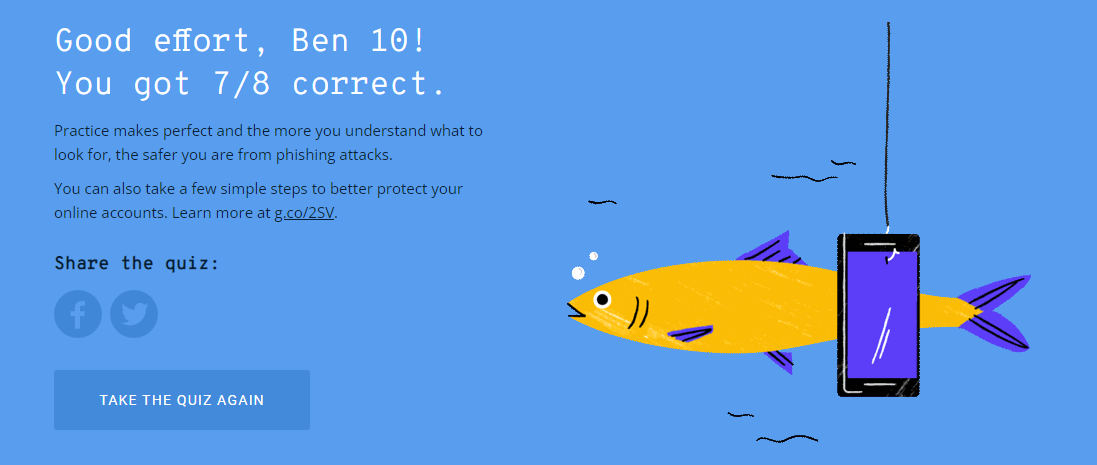 Good effort, Ben 10!
You got 7/8 correct.
Practice makes perfect and the more you understand what to
look for, the safer you are from phishing attacks.
You can also take a few simple steps to better protect your
online accounts. Learn more at g.co/2SV.
Share the quiz:
TAKE THE QUIZ AGAIN